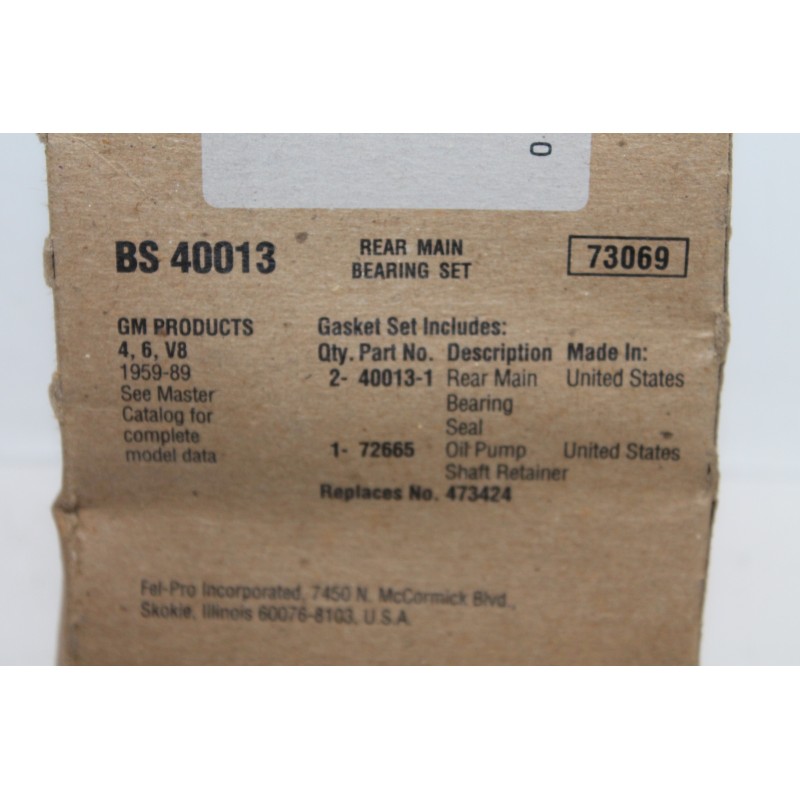 0
BS 40013
REAR MAIN
BEARING SET
73069
GM PRODUCTS
4, 6, V8
1959-89
See Master
Catalog for
complete
model data
Gasket Set Includes:
Qty. Part No. Description Made In:
2- 40013-1 Rear Main United States
Bearing
Seal
1- 72665 Oil Pump United States
Shaft Retainer
Replaces No. 473424
Fel-Pro Incorporated, 7450 N. McCormick Blvd.,
Skokie, Illinois 60076-8103, U.S.A.